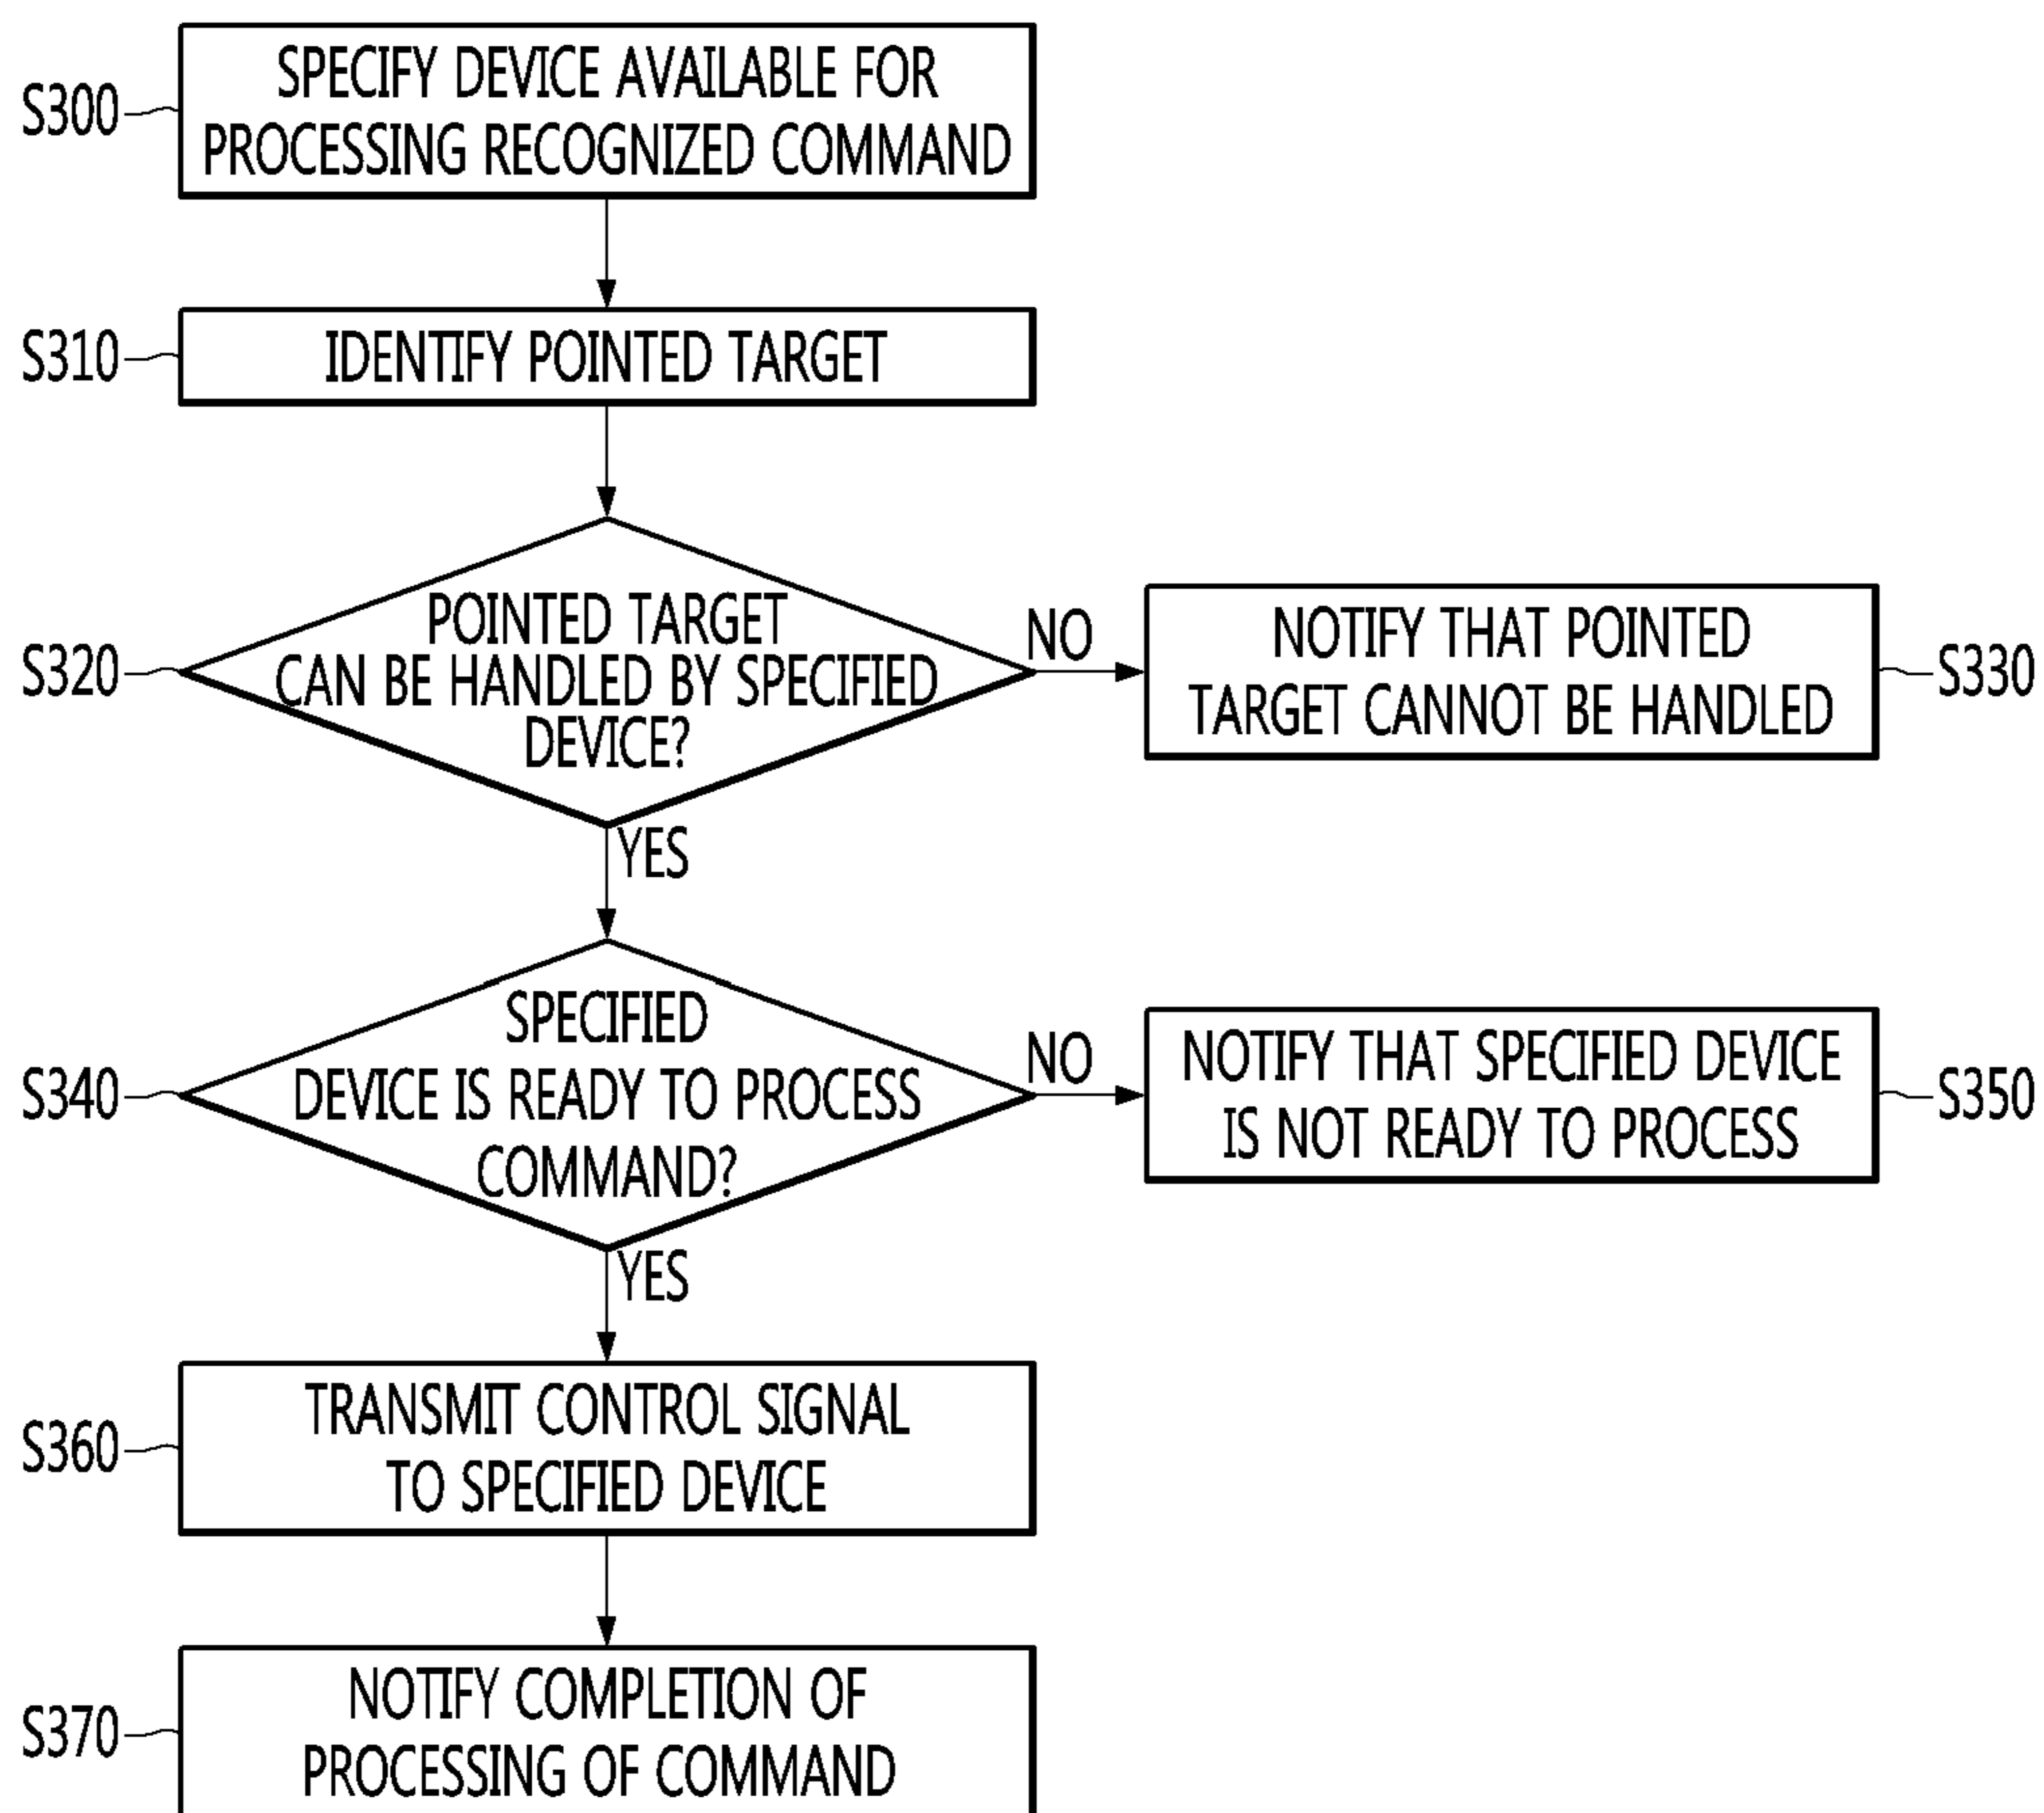 S300
SPECIFY DEVICE AVAILABLE FOR
PROCESSING RECOGNIZED COMMAND
S310
IDENTIFY POINTED TARGET
S320
POINTED TARGET
CAN BE HANDLED BY SPECIFIED
DEVICE?
NO
NOTIFY THAT POINTED
TARGET CANNOT BE HANDLED
S330
YES
S340
SPECIFIED
DEVICE IS READY TO PROCESS
COMMAND?
NO
NOTIFY THAT SPECIFIED DEVICE
IS NOT READY TO PROCESS
S350
YES
S360
TRANSMIT CONTROL SIGNAL
TO SPECIFIED DEVICE
S370
NOTIFY COMPLETION OF
PROCESSING OF COMMAND